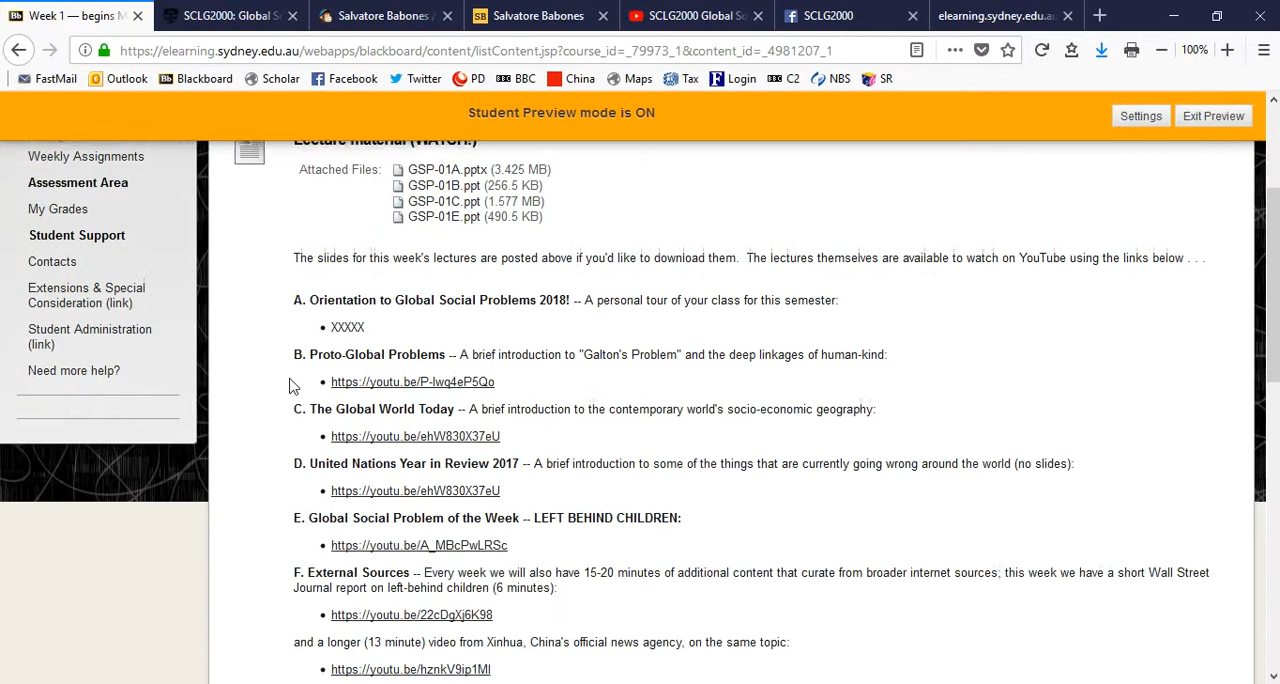 Week 1 — begins M
SCLG2000: Global S
Salvatore Babones /
Salvatore Babones
SCLG2000 Global So
SCLG2000
elearning.sydney.edu.au/
https://elearning.sydney.edu.au/webapps/blackboard/content/listContent.jsp?course_id=_79973_1&content_id=_4981207_1
100%
FastMail Outlook Blackboard Scholar Facebook Twitter PD BBC China Maps Tax Login C2 NBS SR
Student Preview mode is ON
Settings
Exit Preview
Weekly Assignments
Assessment Area
My Grades
Student Support
Contacts
Extensions & Special
Consideration (link)
Student Administration
(link)
Need more help?
Lecture material (WATCH!)
Attached Files: GSP-01A.pptx (3.425 MB)
GSP-01B.ppt (256.5 KB)
GSP-01C.ppt (1.577 MB)
GSP-01E.ppt (490.5 KB)
The slides for this week's lectures are posted above if you'd like to download them. The lectures themselves are available to watch on YouTube using the links below . . .
A. Orientation to Global Social Problems 2018! -- A personal tour of your class for this semester:
• XXXXX
B. Proto-Global Problems -- A brief introduction to "Galton's Problem" and the deep linkages of human-kind:
• https://youtu.be/P-lwq4eP5Qo
C. The Global World Today -- A brief introduction to the contemporary world's socio-economic geography:
• https://youtu.be/ehW830X37eU
D. United Nations Year in Review 2017 -- A brief introduction to some of the things that are currently going wrong around the world (no slides):
• https://youtu.be/ehW830X37eU
E. Global Social Problem of the Week -- LEFT BEHIND CHILDREN:
• https://youtu.be/A_MBcPwLRSc
F. External Sources -- Every week we will also have 15-20 minutes of additional content that curate from broader internet sources; this week we have a short Wall Street
Journal report on left-behind children (6 minutes):
• https://youtu.be/22cDgXj6K98
and a longer (13 minute) video from Xinhua, China's official news agency, on the same topic:
• https://youtu.be/hznkV9ip1MI